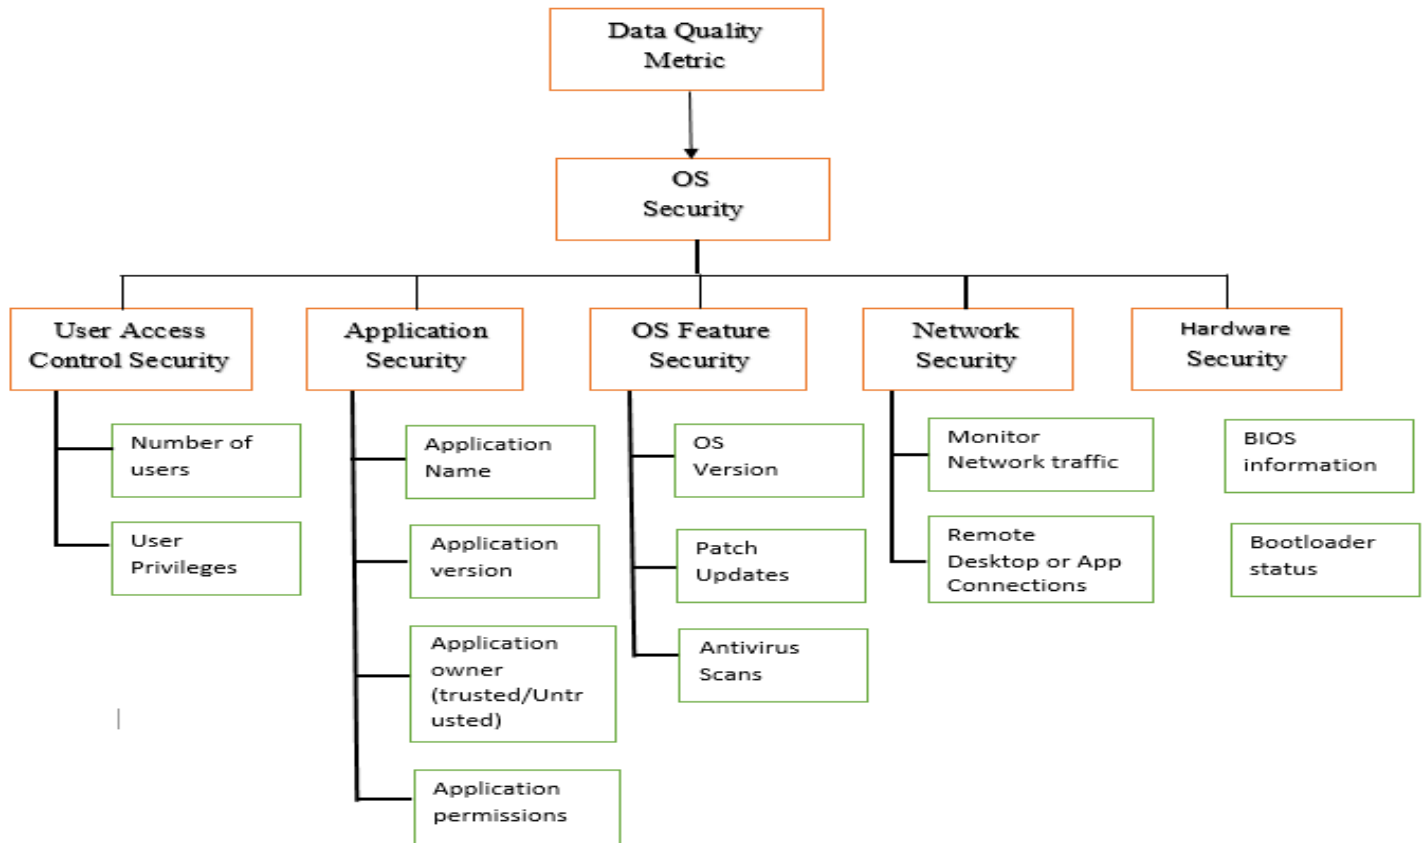 Data Quality
Metric
OS
Security
User Access
Control Security
Application
Security
OS Feature
Security
Network
Security
Hardware
Security
Number of
users
User
Privileges
Application
Name
Application
version
Application
owner
(trusted/Untr
usted)
Application
permissions
OS
Version
Patch
Updates
Antivirus
Scans
Monitor
Network traffic
Remote
Desktop or App
Connections
BIOS
information
Bootloader
status